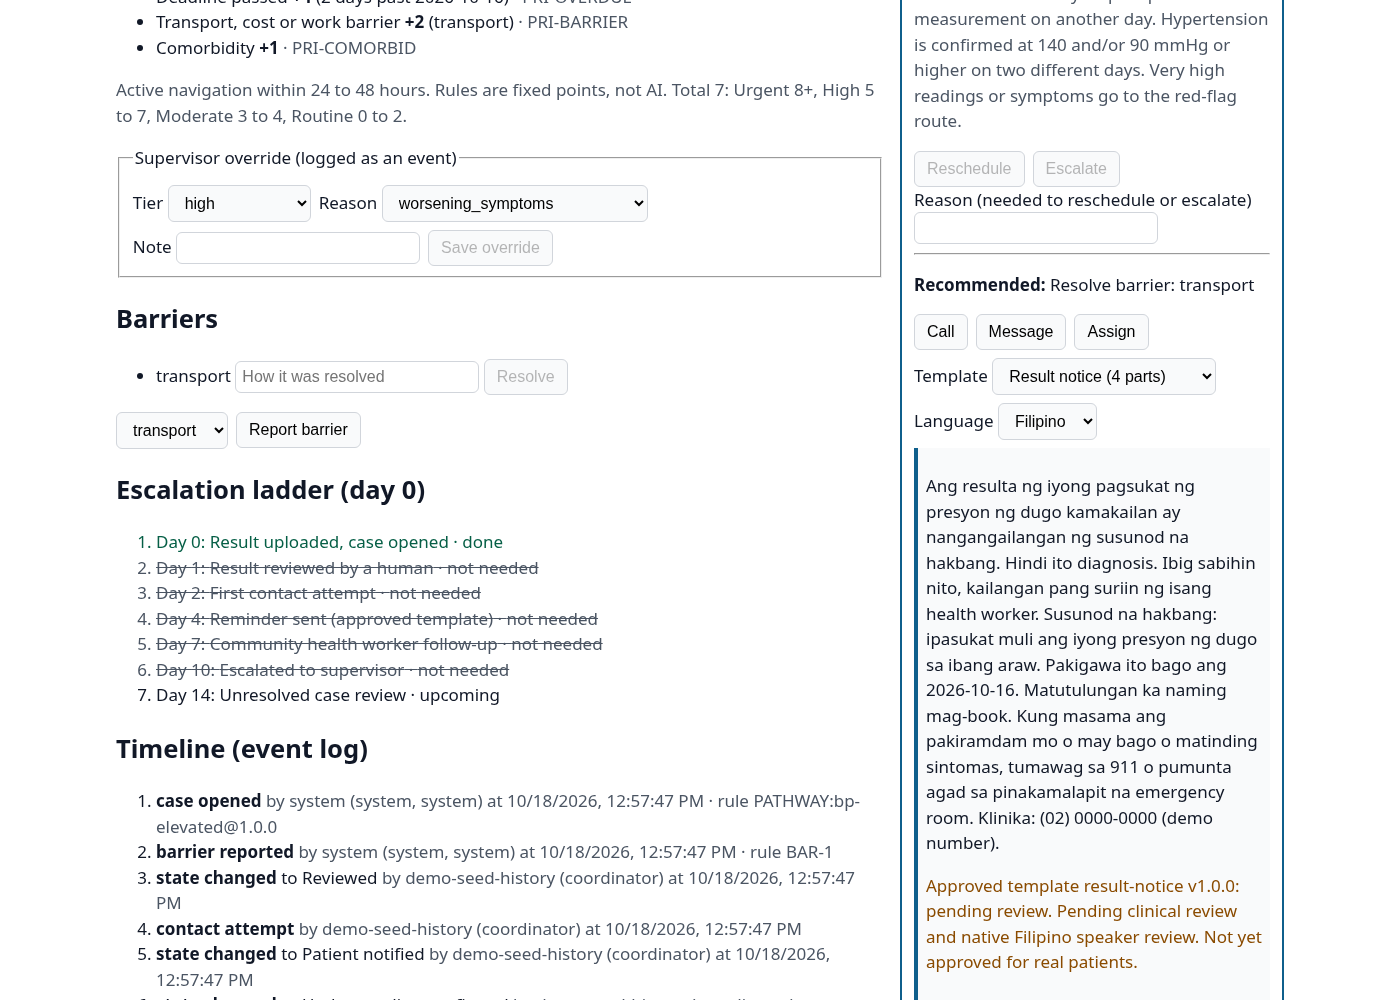 Transport, cost or work barrier +2 (transport) · PRI-BARRIER
Comorbidity +1 · PRI-COMORBID
Active navigation within 24 to 48 hours. Rules are fixed points, not AI. Total 7: Urgent 8+, High 5
to 7, Moderate 3 to 4, Routine 0 to 2.
Supervisor override (logged as an event)
Tier high Reason worsening_symptoms
Note Save override
Barriers
transport How it was resolved Resolve
transport Report barrier
Escalation ladder (day 0)
1. Day 0: Result uploaded, case opened · done
2. Day 1: Result reviewed by a human · not needed
3. Day 2: First contact attempt · not needed
4. Day 4: Reminder sent (approved template) · not needed
5. Day 7: Community health worker follow-up · not needed
6. Day 10: Escalated to supervisor · not needed
7. Day 14: Unresolved case review · upcoming
Timeline (event log)
1. case opened by system (system, system) at 10/18/2026, 12:57:47 PM · rule PATHWAY:bp-
elevated@1.0.0
2. barrier reported by system (system, system) at 10/18/2026, 12:57:47 PM · rule BAR-1
3. state changed to Reviewed by demo-seed-history (coordinator) at 10/18/2026, 12:57:47
PM
4. contact attempt by demo-seed-history (coordinator) at 10/18/2026, 12:57:47 PM
5. state changed to Patient notified by demo-seed-history (coordinator) at 10/18/2026,
12:57:47 PM
measurement on another day. Hypertension
is confirmed at 140 and/or 90 mmHg or
higher on two different days. Very high
readings or symptoms go to the red-flag
route.
Reschedule Escalate
Reason (needed to reschedule or escalate)
Recommended: Resolve barrier: transport
Call Message Assign
Template Result notice (4 parts)
Language Filipino
Ang resulta ng iyong pagsukat ng
presyon ng dugo kamakailan ay
nangangailangan ng susunod na
hakbang. Hindi ito diagnosis. Ibig sabihin
nito, kailangan pang suriin ng isang
health worker. Susunod na hakbang:
ipasukat muli ang iyong presyon ng dugo
sa ibang araw. Pakigawa ito bago ang
2026-10-16. Matutulungan ka naming
mag-book. Kung masama ang
pakiramdam mo o may bago o matinding
sintomas, tumawag sa 911 o pumunta
agad sa pinakamalapit na emergency
room. Klinika: (02) 0000-0000 (demo
number).
Approved template result-notice v1.0.0:
pending review. Pending clinical review
and native Filipino speaker review. Not yet
approved for real patients.